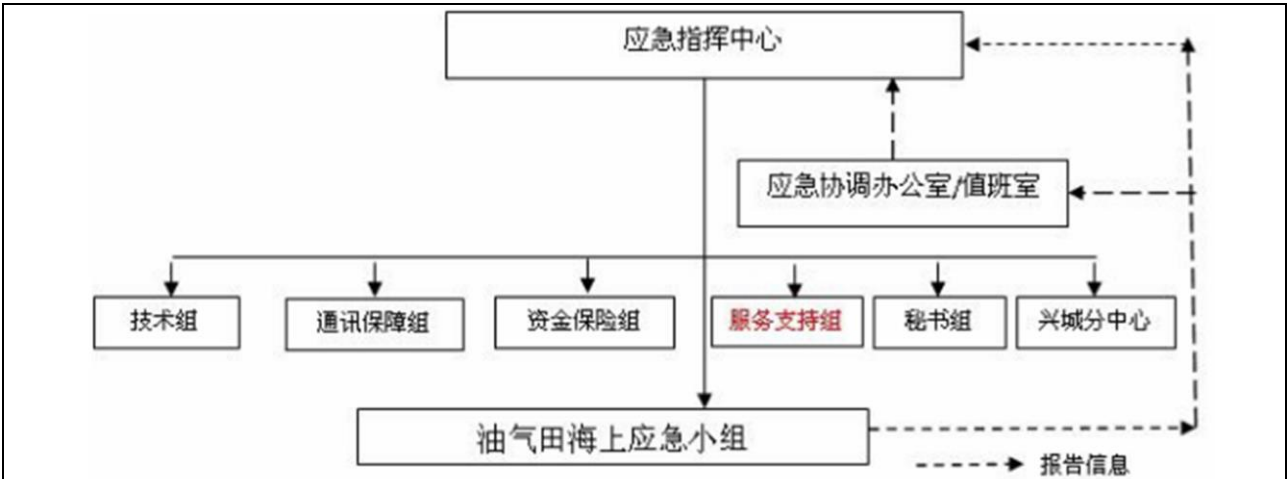 应急指挥中心
应急协调办公室/值班室
技术组
通讯保障组
资金保险组
服务支持组
秘书组
兴城分中心
油气田海上应急小组
报告信息